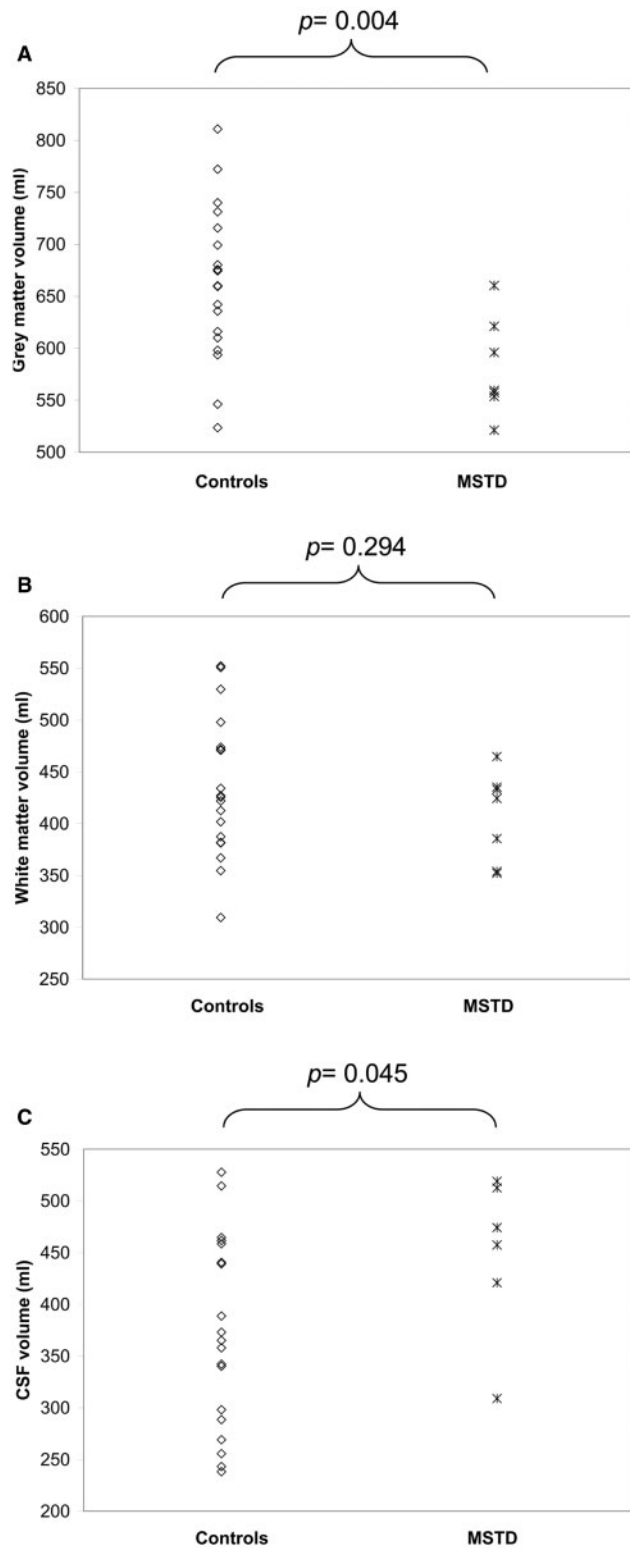 p= 0.004
A
850
800
750
700
650
600
550
500
Grey matter volume (ml)
Controls MSTD
p= 0.294
B
600
550
500
450
400
350
300
250
White matter volume (ml)
Controls MSTD
p= 0.045
C
550
500
450
400
350
300
250
200
CSF volume (ml)
Controls MSTD